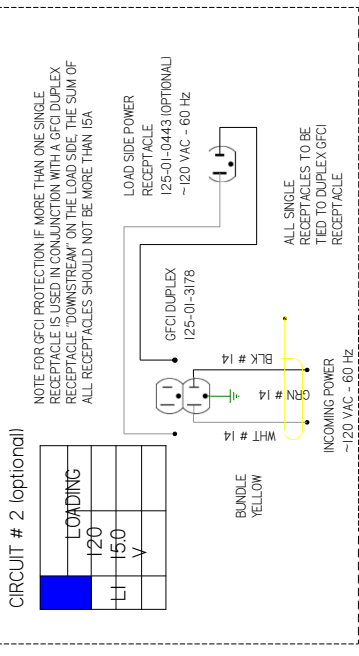 CIRCUIT # 2 (optional)
LOADING
120
L1 15.0
V
NOTE FOR GFCI PROTECTION IF MORE THAN ONE SINGLE
RECEPTACLE IS USED IN CONJUNCTION WITH A GFCI DUPLEX
RECEPTACLE "DOWNSTREAM" ON THE LOAD SIDE, THE SUM OF
ALL RECEPTACLES SHOULD NOT BE MORE THAN 15A
GFCI DUPLEX
125-01-3178
LOAD SIDE POWER
RECEPTACLE
125-01-0443 (OPTIONAL)
~120 VAC - 60 Hz
BUNDLE
YELLOW
WHT # 14
GRN # 14
BLK # 14
INCOMING POWER
~120 VAC - 60 Hz
ALL SINGLE
RECEPTACLES TO BE
TIED TO DUPLEX GFCI
RECEPTACLE